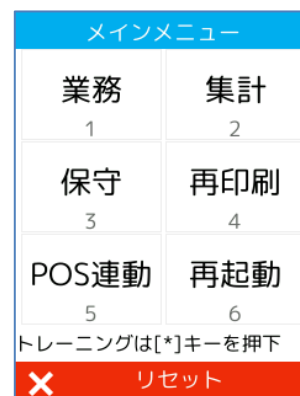 メインメニュー
業務 集計
1 2
保守 再印刷
3 4
POS連動 再起動
5 6
トレーニングは[*]キーを押下
リセット